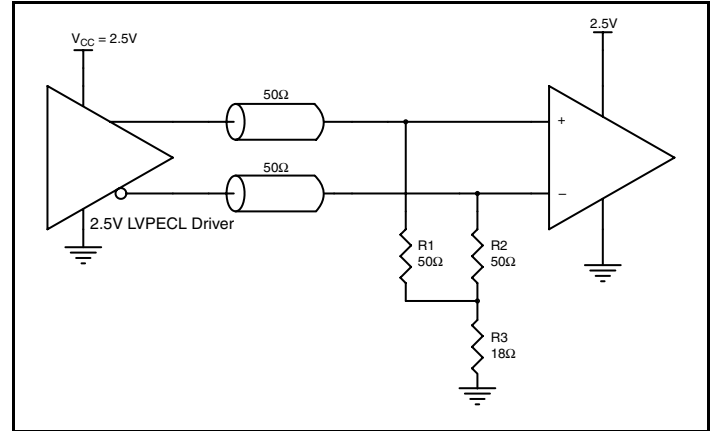 V_CC = 2.5V
2.5V
50Ω
+
50Ω
−
2.5V LVPECL Driver
R1
50Ω
R2
50Ω
R3
18Ω